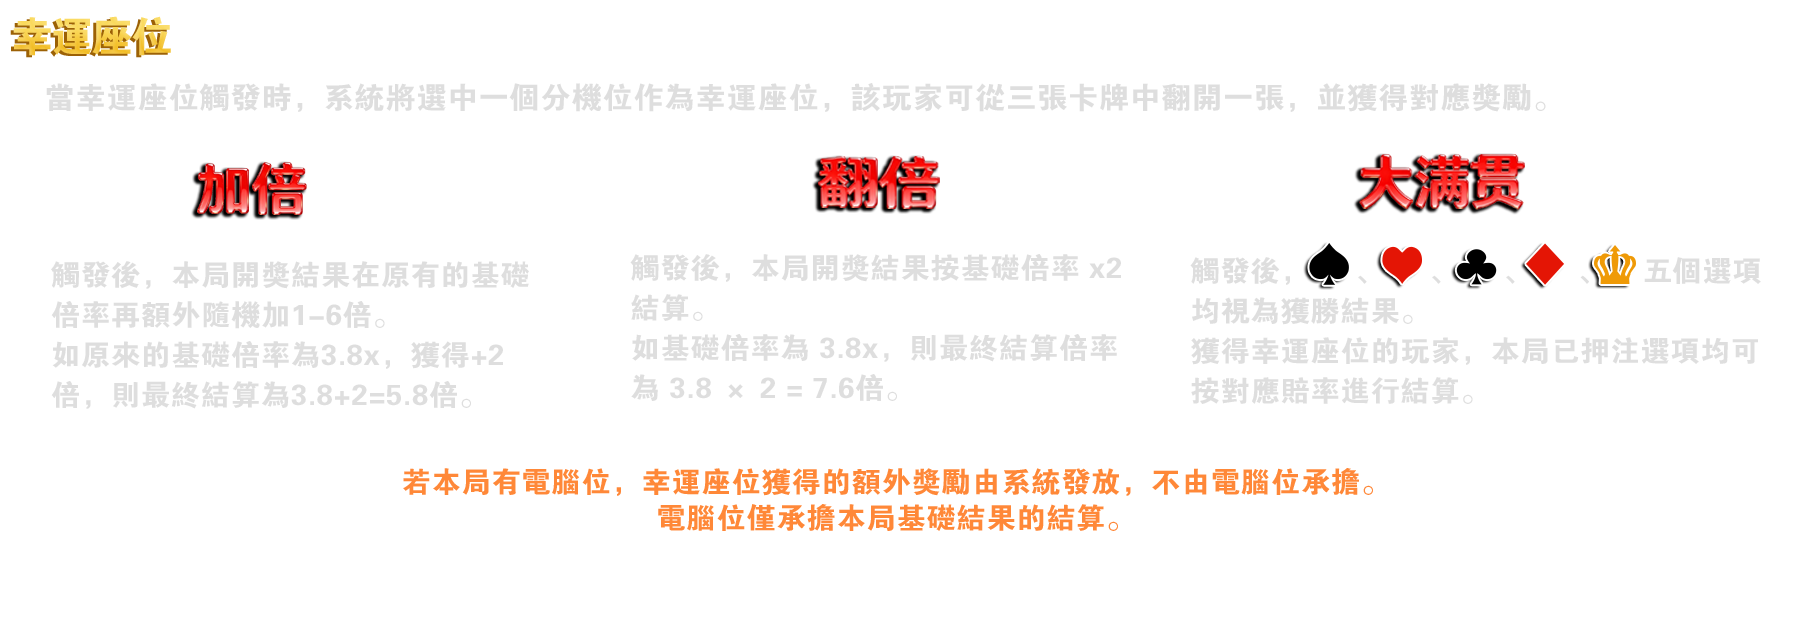 幸運座位
當幸運座位觸發時，系統將選中一個分機位作為幸運座位，該玩家可從三張卡牌中翻開一張，並獲得對應獎勵。
加倍
觸發後，本局開獎結果在原有的基礎
倍率再額外隨機加1-6倍。
如原來的基礎倍率為3.8x，獲得+2
倍，則最終結算為3.8+2=5.8倍。
翻倍
觸發後，本局開獎結果按基礎倍率 x2
結算。
如基礎倍率為 3.8x，則最終結算倍率
為 3.8 × 2 = 7.6倍。
大满贯
觸發後，♠、♥、♣、♦、👑五個選項
均視為獲勝結果。
獲得幸運座位的玩家，本局已押注選項均可
按對應賠率進行結算。
若本局有電腦位，幸運座位獲得的額外獎勵由系統發放，不由電腦位承擔。
電腦位僅承擔本局基礎結果的結算。